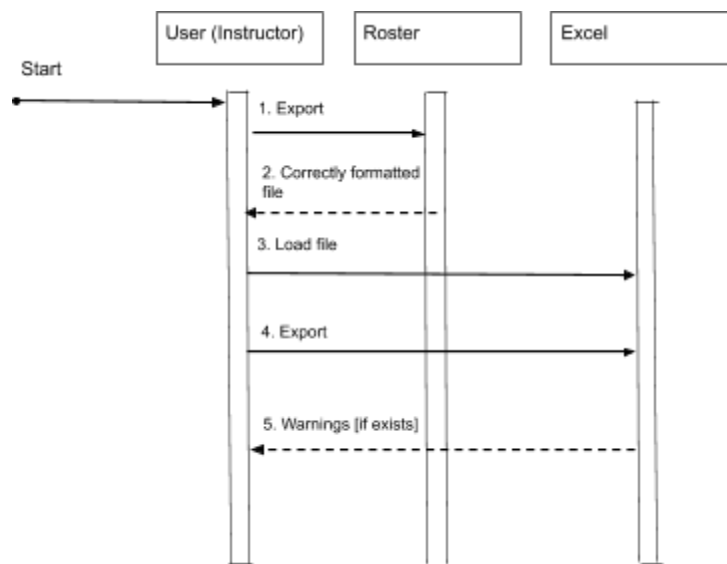 User (Instructor)
Roster
Excel
Start
1. Export
2. Correctly formatted
file
3. Load file
4. Export
5. Warnings [if exists]